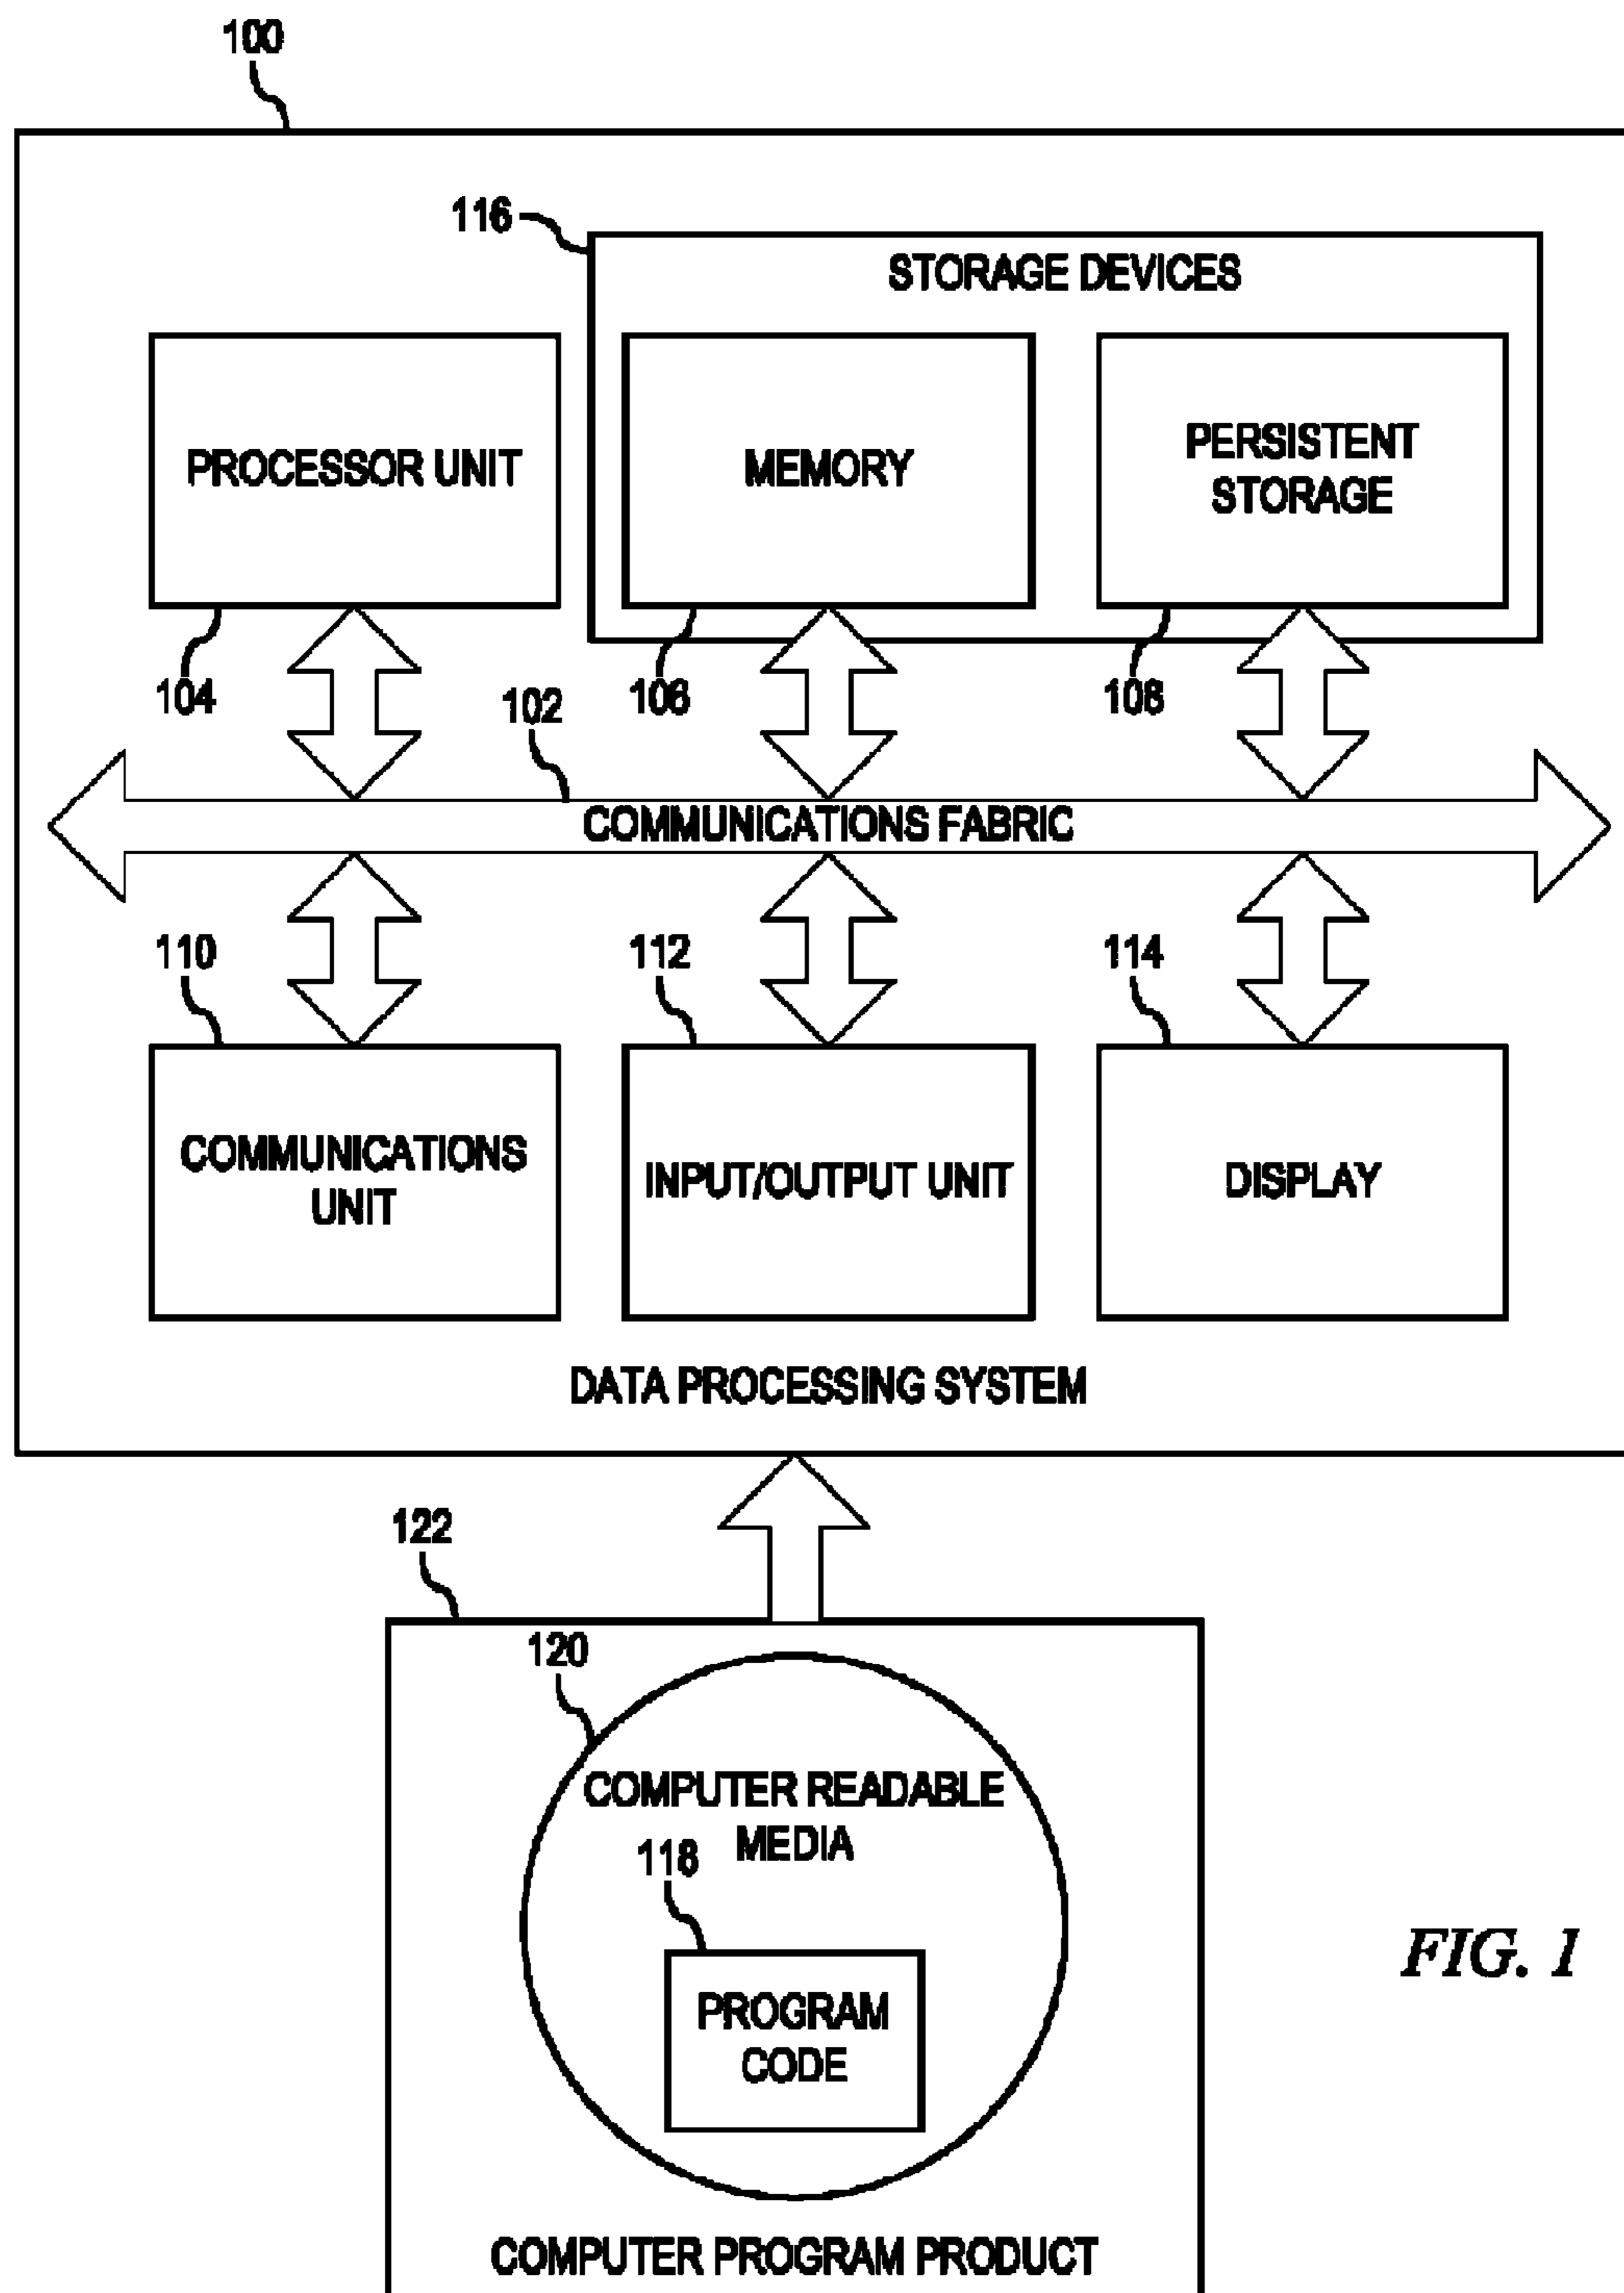 100
116
STORAGE DEVICES
PROCESSOR UNIT
MEMORY
PERSISTENT
STORAGE
104
106
108
102
COMMUNICATIONS FABRIC
110
112
114
COMMUNICATIONS
UNIT
INPUT/OUTPUT UNIT
DISPLAY
DATA PROCESSING SYSTEM
122
120
COMPUTER READABLE
MEDIA
118
PROGRAM
CODE
FIG. 1
COMPUTER PROGRAM PRODUCT